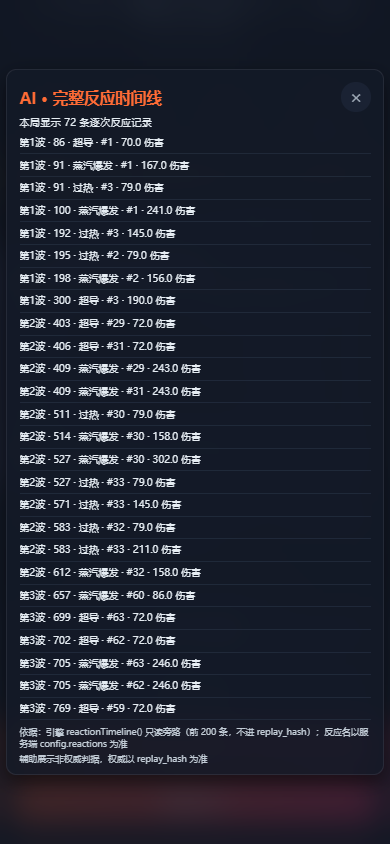 AI • 完整反应时间线
×
本局显示 72 条逐次反应记录
第1波 · 86 · 超导 · #1 · 70.0 伤害
第1波 · 91 · 蒸汽爆发 · #1 · 167.0 伤害
第1波 · 91 · 过热 · #3 · 79.0 伤害
第1波 · 100 · 蒸汽爆发 · #1 · 241.0 伤害
第1波 · 192 · 过热 · #3 · 145.0 伤害
第1波 · 195 · 过热 · #2 · 79.0 伤害
第1波 · 198 · 蒸汽爆发 · #2 · 156.0 伤害
第1波 · 300 · 超导 · #3 · 190.0 伤害
第2波 · 403 · 超导 · #29 · 72.0 伤害
第2波 · 406 · 超导 · #31 · 72.0 伤害
第2波 · 409 · 蒸汽爆发 · #29 · 243.0 伤害
第2波 · 409 · 蒸汽爆发 · #31 · 243.0 伤害
第2波 · 511 · 过热 · #30 · 79.0 伤害
第2波 · 514 · 蒸汽爆发 · #30 · 158.0 伤害
第2波 · 527 · 蒸汽爆发 · #30 · 302.0 伤害
第2波 · 527 · 过热 · #33 · 79.0 伤害
第2波 · 571 · 过热 · #33 · 145.0 伤害
第2波 · 583 · 过热 · #32 · 79.0 伤害
第2波 · 583 · 过热 · #33 · 211.0 伤害
第2波 · 612 · 蒸汽爆发 · #32 · 158.0 伤害
第3波 · 657 · 蒸汽爆发 · #60 · 86.0 伤害
第3波 · 699 · 超导 · #63 · 72.0 伤害
第3波 · 702 · 超导 · #62 · 72.0 伤害
第3波 · 705 · 蒸汽爆发 · #63 · 246.0 伤害
第3波 · 705 · 蒸汽爆发 · #62 · 246.0 伤害
第3波 · 769 · 超导 · #59 · 72.0 伤害
依据：引擎 reactionTimeline() 只读旁路（前 200 条，不进 replay_hash）；反应名以服
务端 config.reactions 为准
辅助展示非权威判据，权威以 replay_hash 为准